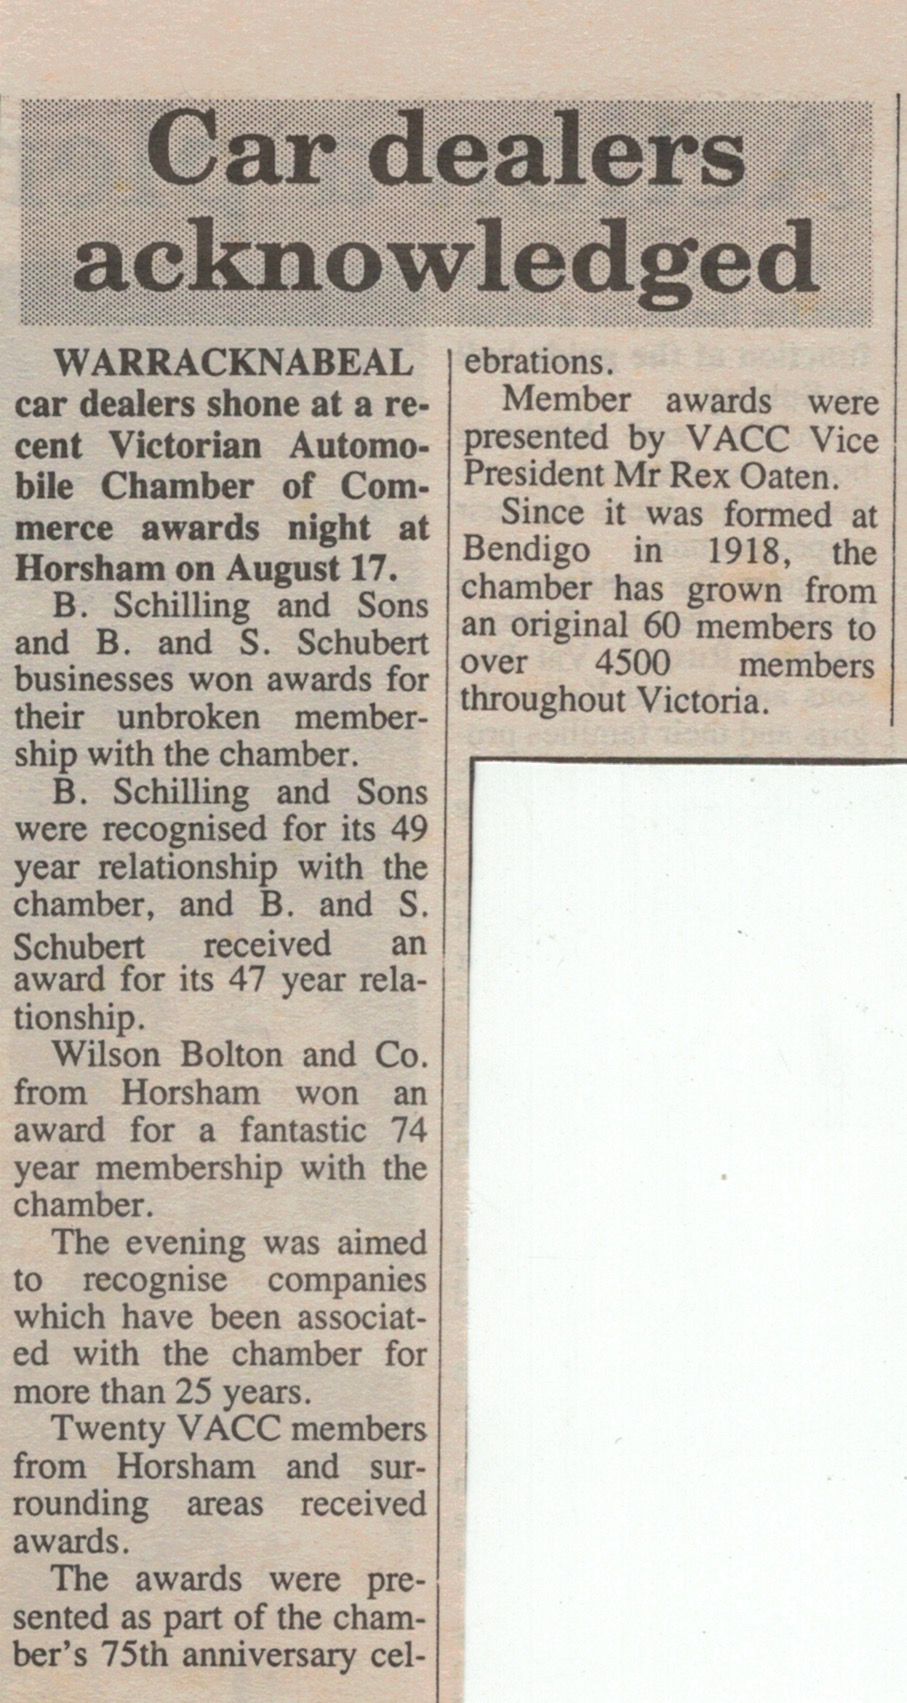 Car dealers
acknowledged
WARRACKNABEAL
car dealers shone at a re-
cent Victorian Automo-
bile Chamber of Com-
merce awards night at
Horsham on August 17.
B. Schilling and Sons
and B. and S. Schubert
businesses won awards for
their unbroken member-
ship with the chamber.
B. Schilling and Sons
were recognised for its 49
year relationship with the
chamber, and B. and S.
Schubert received an
award for its 47 year rela-
tionship.
Wilson Bolton and Co.
from Horsham won an
award for a fantastic 74
year membership with the
chamber.
The evening was aimed
to recognise companies
which have been associat-
ed with the chamber for
more than 25 years.
Twenty VACC members
from Horsham and sur-
rounding areas received
awards.
The awards were pre-
sented as part of the cham-
ber's 75th anniversary cel-
ebrations.
Member awards were
presented by VACC Vice
President Mr Rex Oaten.
Since it was formed at
Bendigo in 1918, the
chamber has grown from
an original 60 members to
over 4500 members
throughout Victoria.